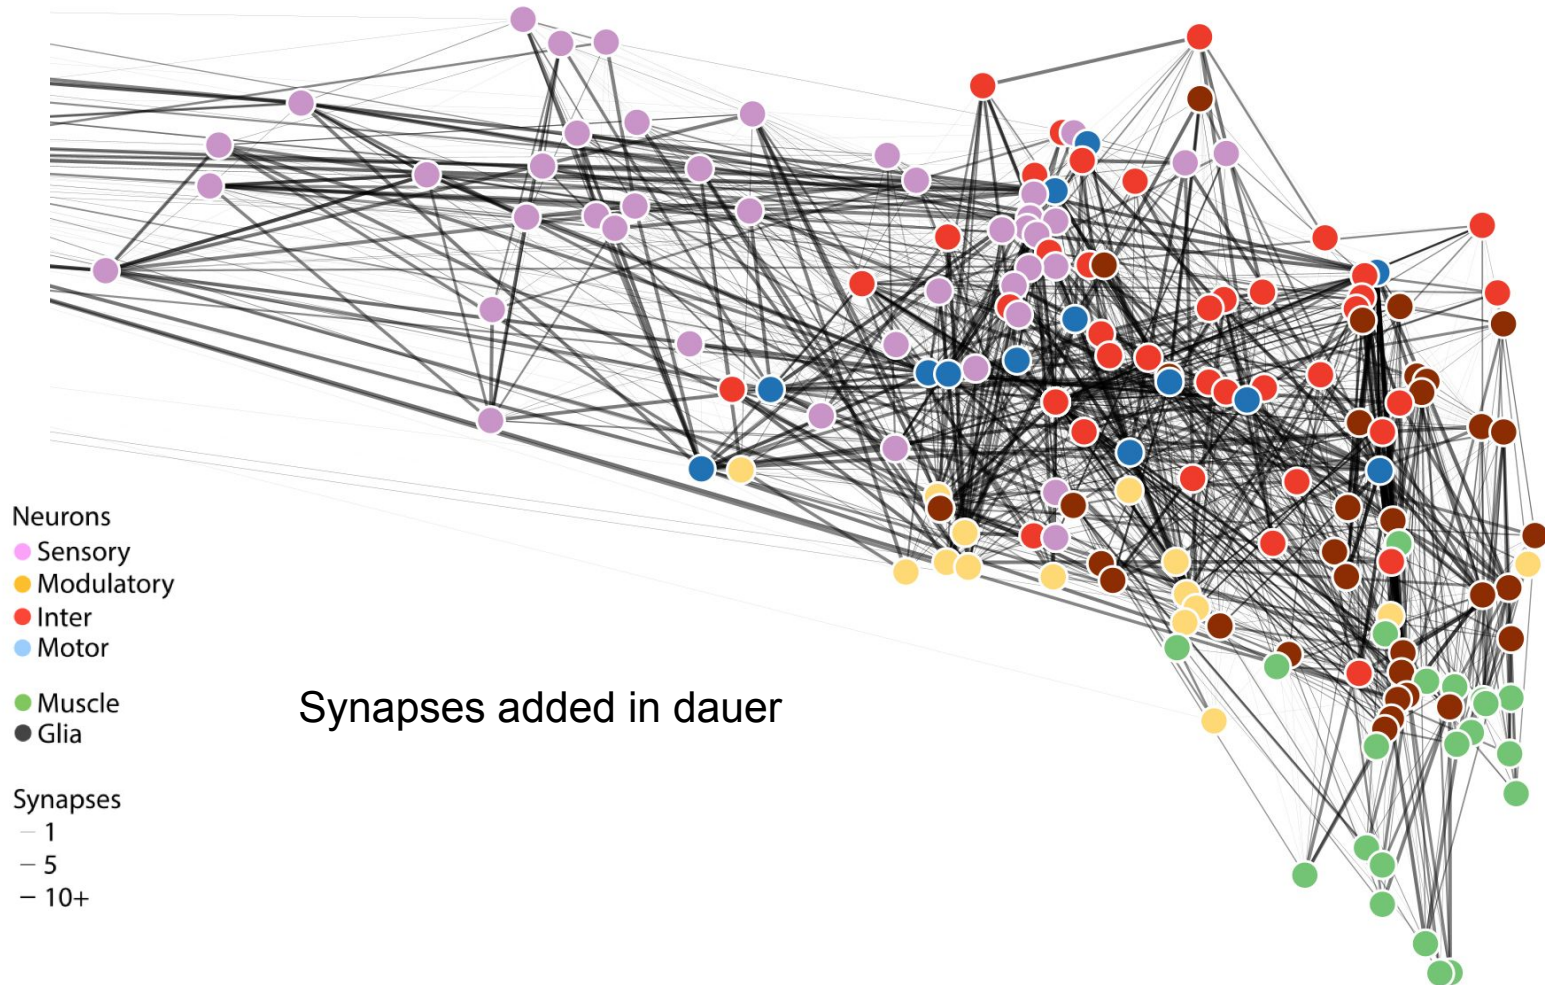 Neurons
Sensory
Modulatory
Inter
Motor
Muscle
Glia
Synapses added in dauer
Synapses
1
5
10+